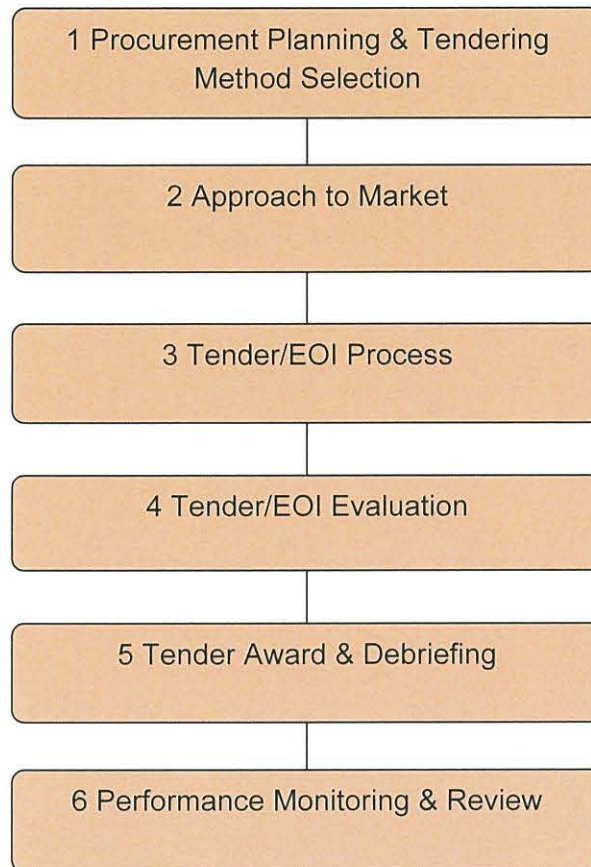 1 Procurement Planning & Tendering
Method Selection
2 Approach to Market
3 Tender/EOI Process
4 Tender/EOI Evaluation
5 Tender Award & Debriefing
6 Performance Monitoring & Review